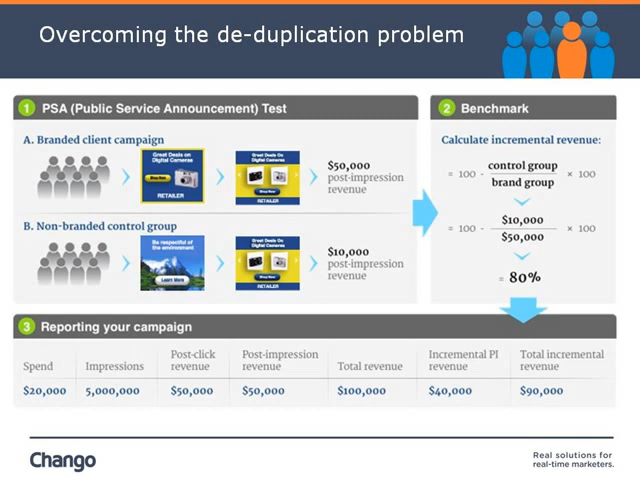 Overcoming the de-duplication problem
1 PSA (Public Service Announcement) Test
A. Branded client campaign
Great Deals on
Digital Cameras
Shop Now
RETAILER
Great Deals On
Digital Cameras
Shop Now
RETAILER
$50,000
post-impression
revenue
B. Non-branded control group
Be respectful of
the environment
Learn More
Great Deals On
Digital Cameras
Shop Now
RETAILER
$10,000
post-impression
revenue
2 Benchmark
Calculate incremental revenue:
= 100 - control group × 100
brand group
= 100 - $10,000 × 100
$50,000
= 80%
3 Reporting your campaign
Spend Impressions Post-click revenue Post-impression revenue Total revenue Incremental PI revenue Total incremental revenue
$20,000 5,000,000 $50,000 $50,000 $100,000 $40,000 $90,000
Chango
Real solutions for
real-time marketers.